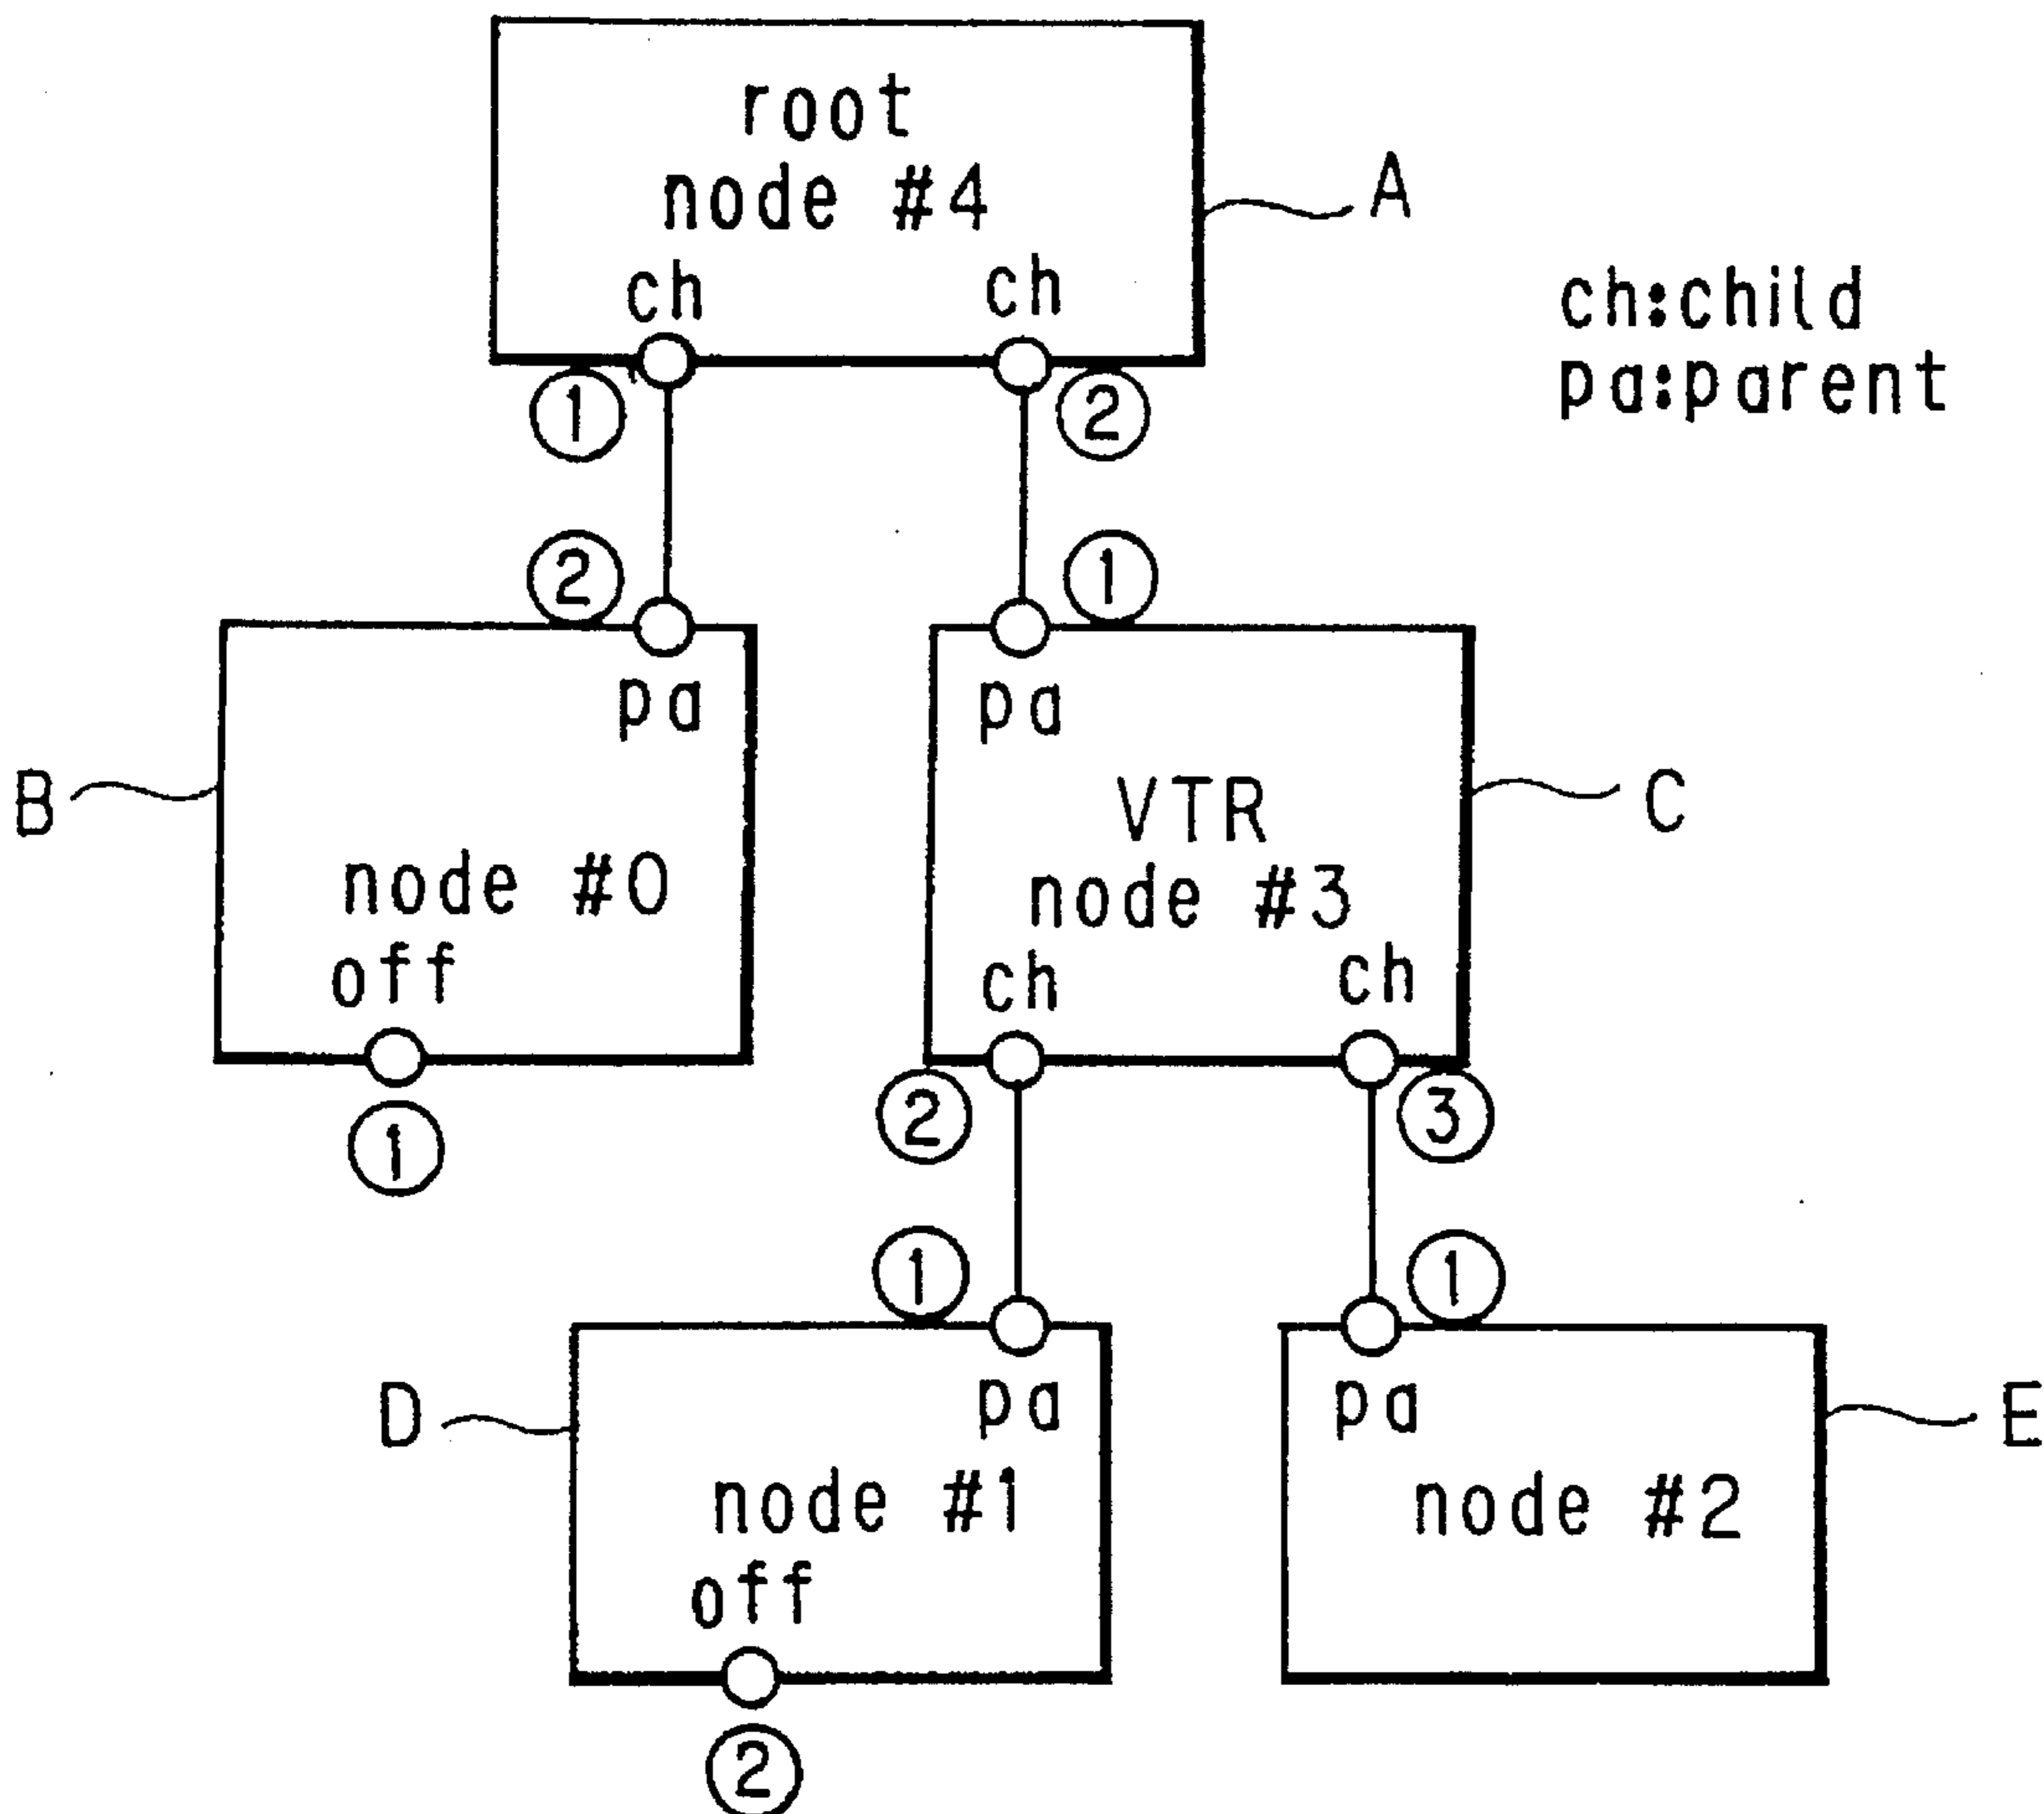 root
node #4
A
ch
ch
ch:child
pa:parent
1
2
2
1
pa
pa
B
VTR
C
node #0
node #3
off
ch
ch
1
2
3
1
1
D
pa
pa
E
node #1
node #2
off
2